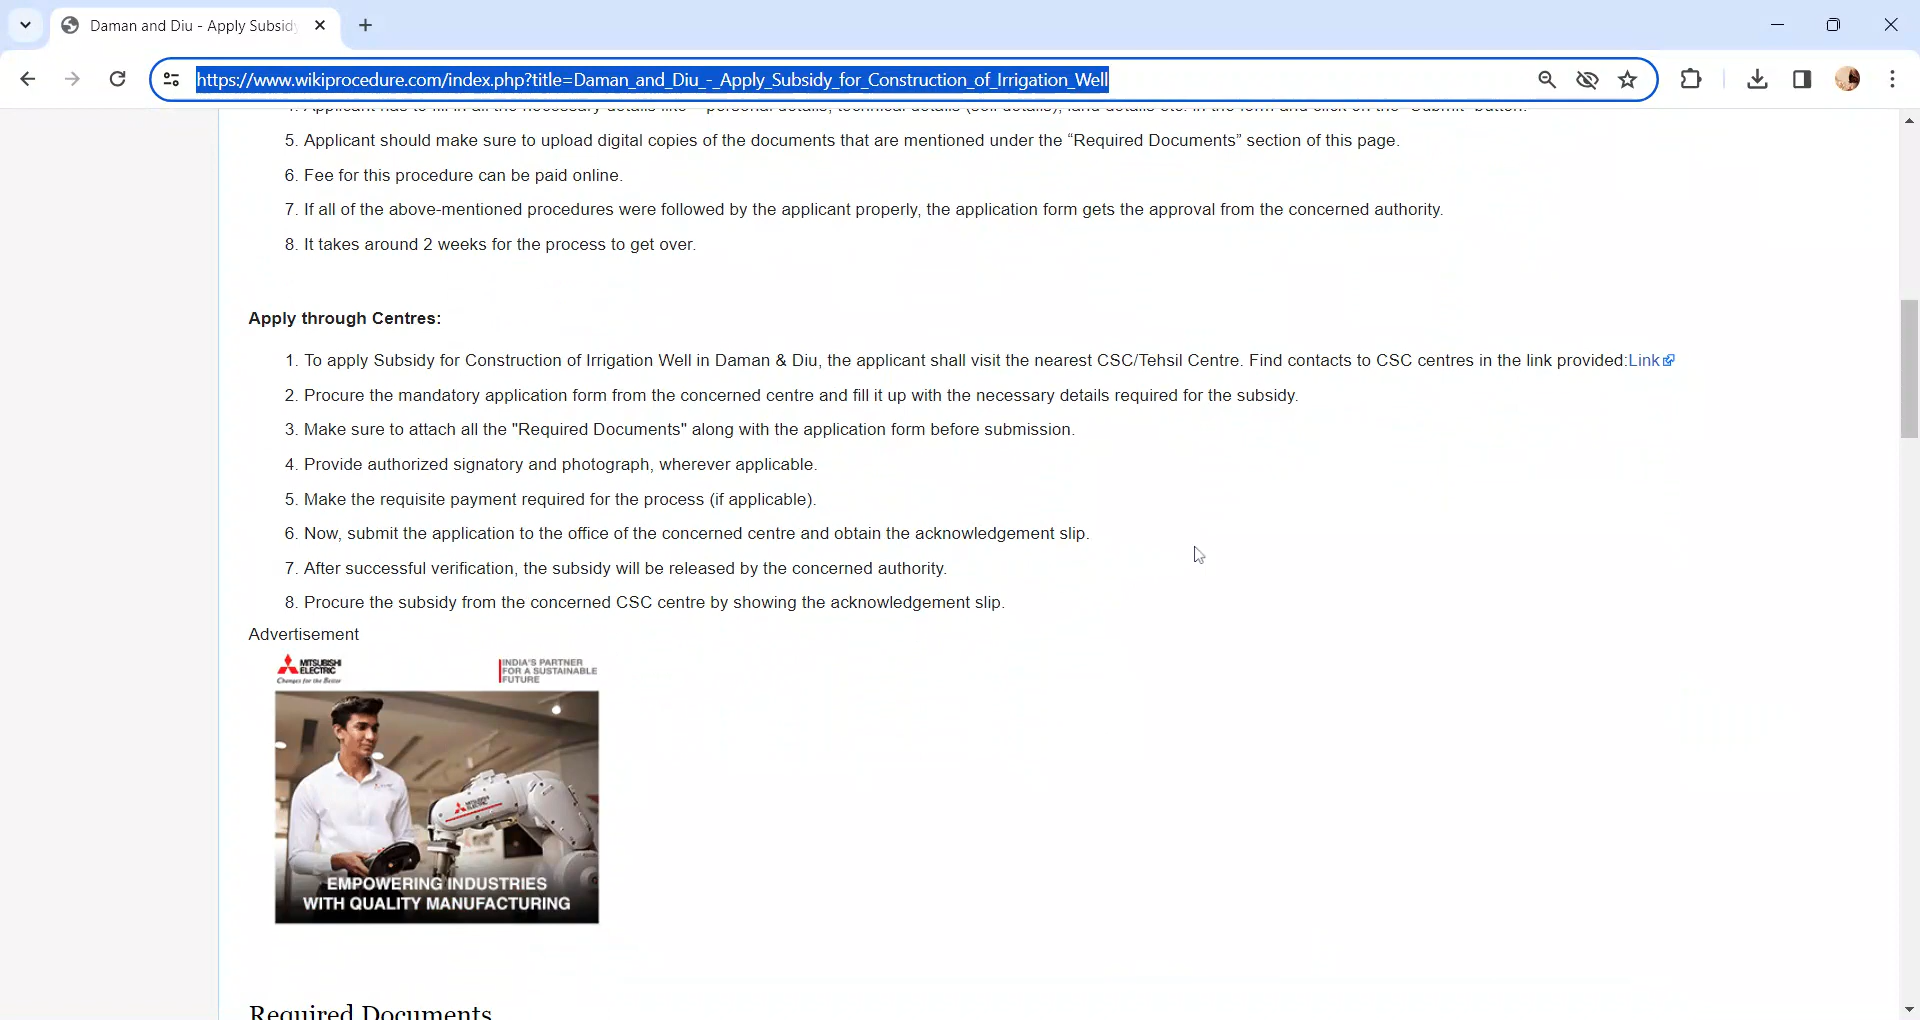 Daman and Diu - Apply Subsid
https://www.wikiprocedure.com/index.php?title=Daman_and_Diu_-_Apply_Subsidy_for_Construction_of_Irrigation_Well
5. Applicant should make sure to upload digital copies of the documents that are mentioned under the “Required Documents” section of this page.
6. Fee for this procedure can be paid online.
7. If all of the above-mentioned procedures were followed by the applicant properly, the application form gets the approval from the concerned authority.
8. It takes around 2 weeks for the process to get over.
Apply through Centres:
1. To apply Subsidy for Construction of Irrigation Well in Daman & Diu, the applicant shall visit the nearest CSC/Tehsil Centre. Find contacts to CSC centres in the link provided:Link
2. Procure the mandatory application form from the concerned centre and fill it up with the necessary details required for the subsidy.
3. Make sure to attach all the "Required Documents" along with the application form before submission.
4. Provide authorized signatory and photograph, wherever applicable.
5. Make the requisite payment required for the process (if applicable).
6. Now, submit the application to the office of the concerned centre and obtain the acknowledgement slip.
7. After successful verification, the subsidy will be released by the concerned authority.
8. Procure the subsidy from the concerned CSC centre by showing the acknowledgement slip.
Advertisement
MITSUBISHI
ELECTRIC
Changes for the Better
INDIA'S PARTNER
FOR A SUSTAINABLE
FUTURE
EMPOWERING INDUSTRIES
WITH QUALITY MANUFACTURING
Required Documents